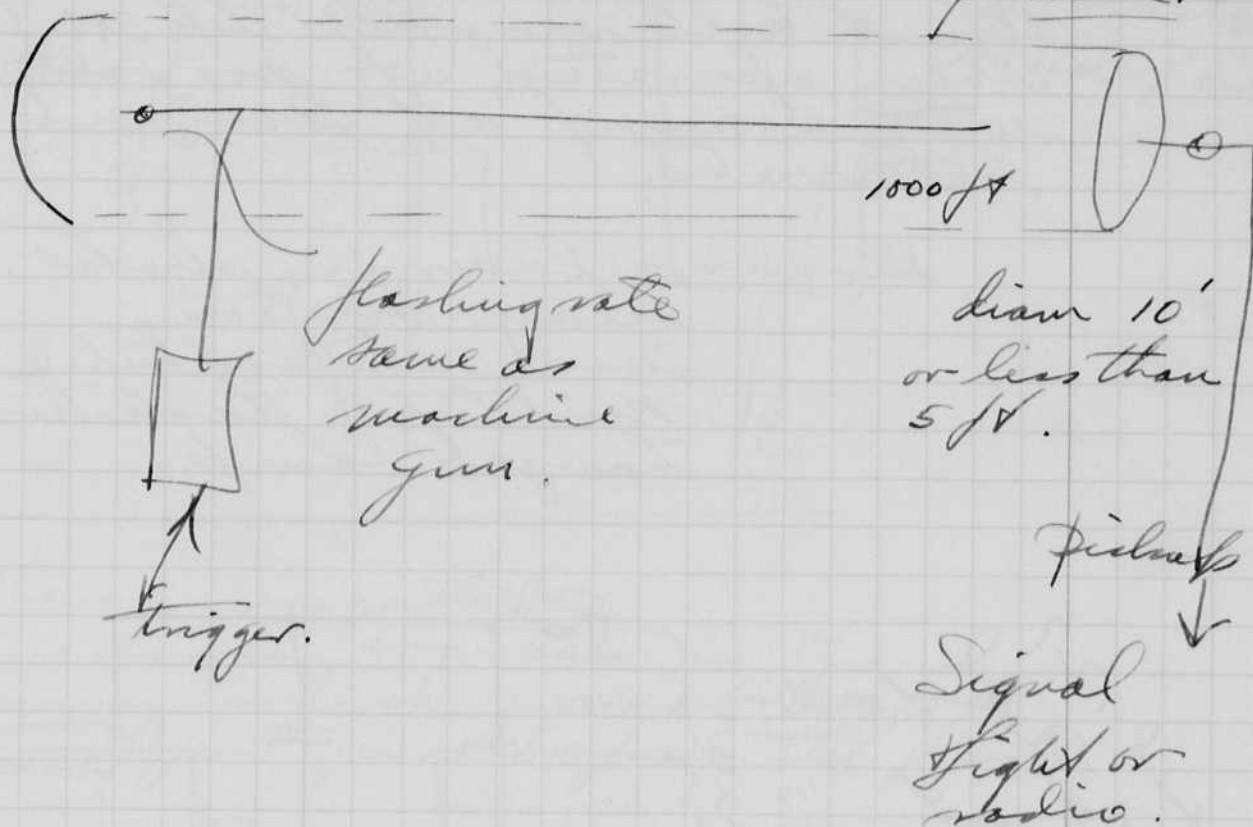 1000 ft
flashing rate
same as
machine
gun.
diam 10'
or less than
5 ft.
pickup
trigger.
Signal
light or
radio.